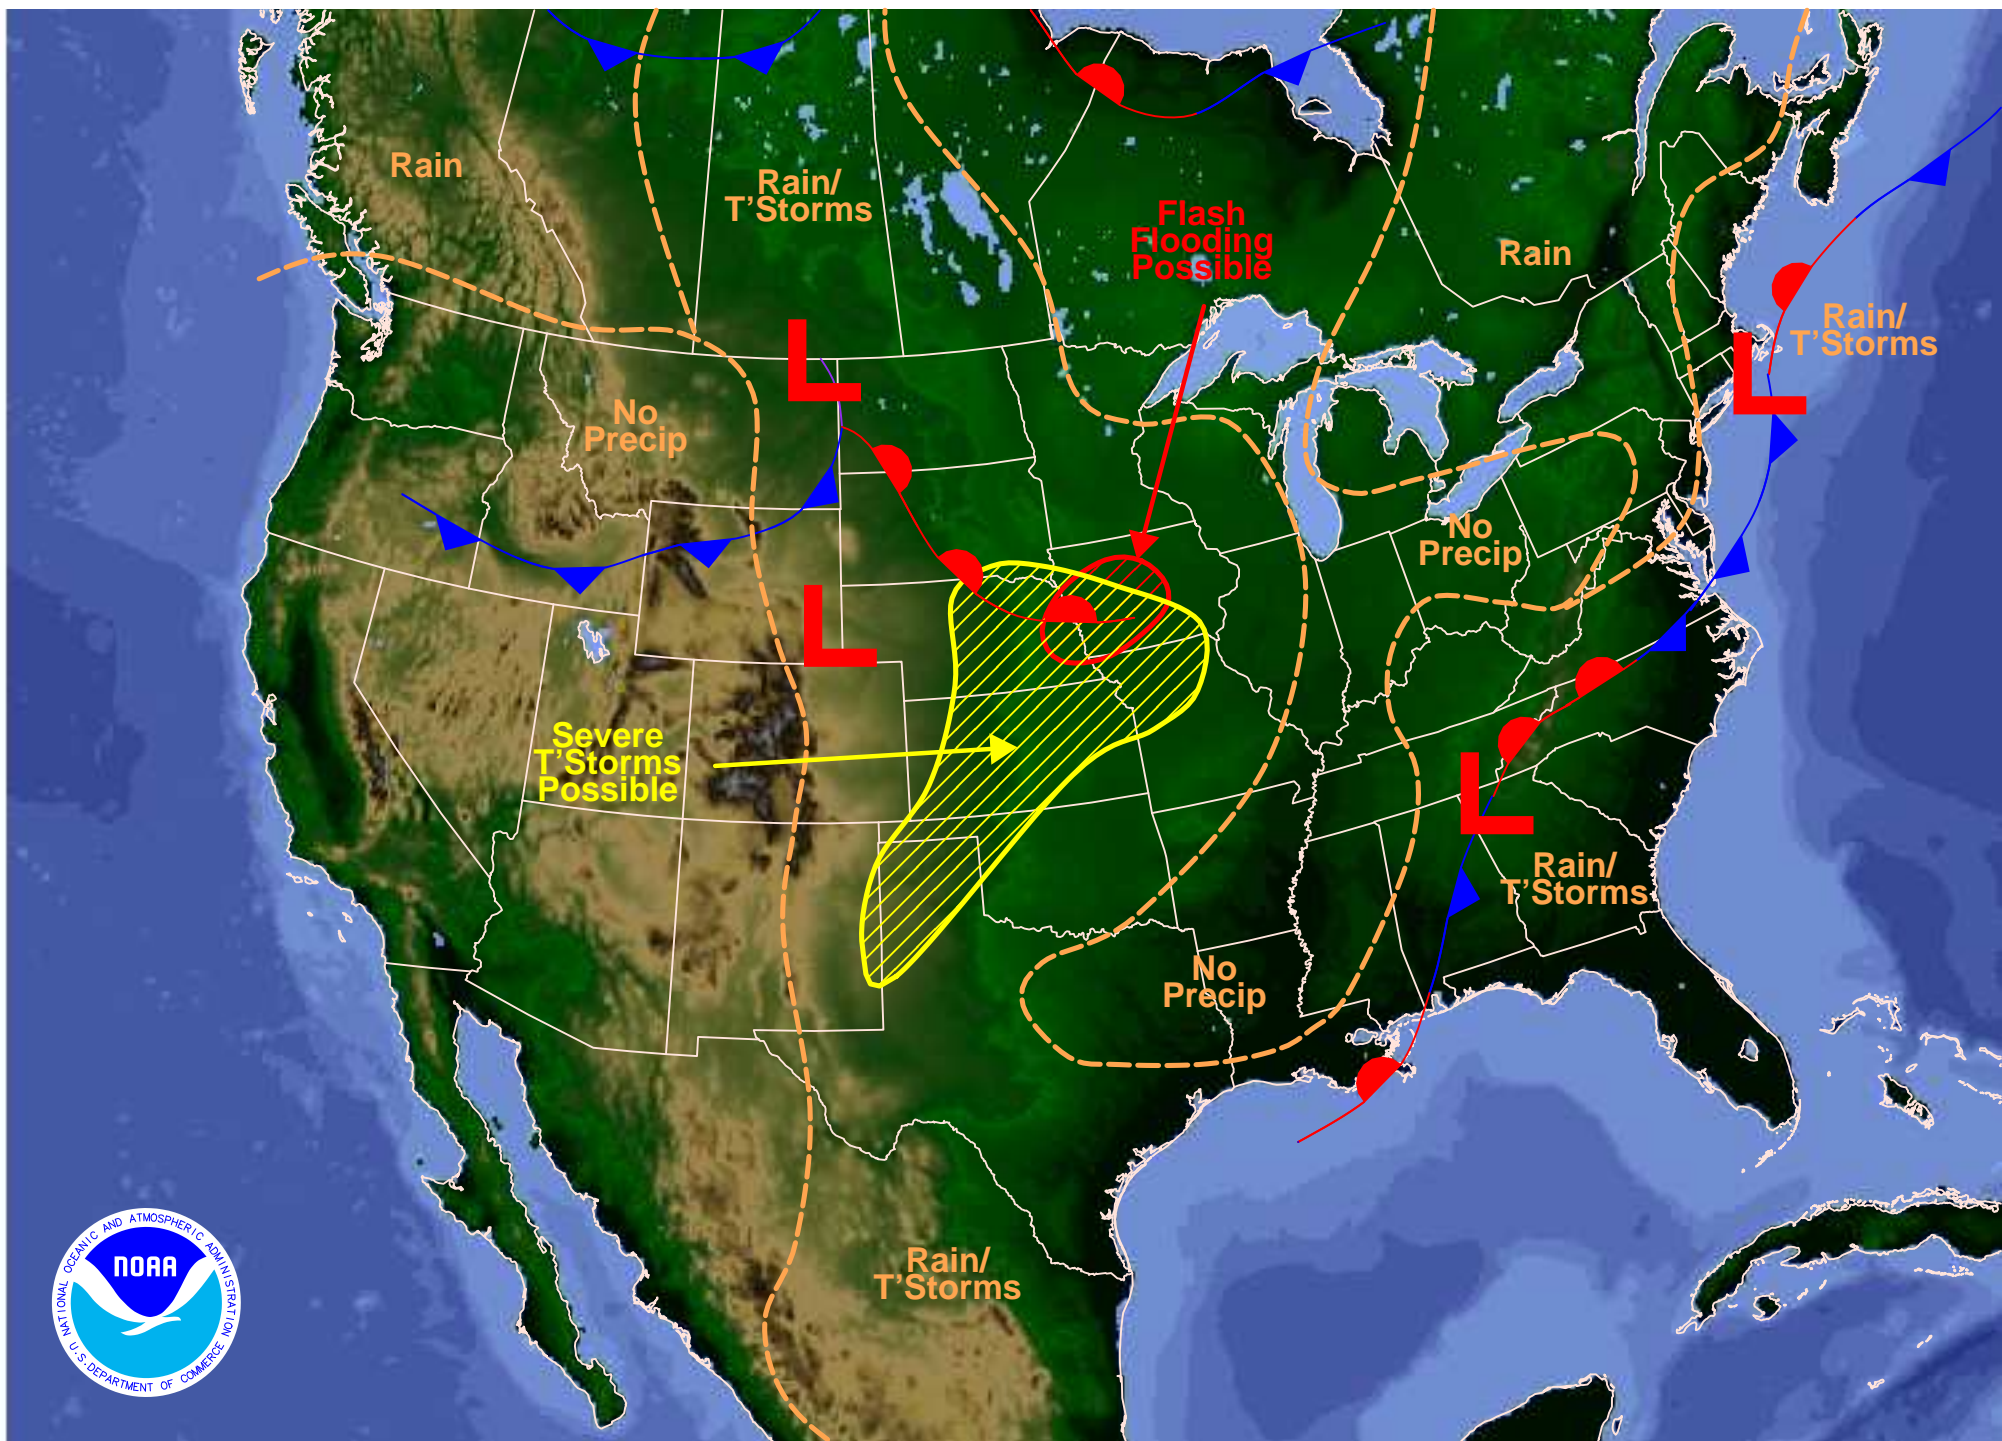 Rain
Rain/
T'Storms
Flash
Flooding
Possible
Rain
Rain/
T'Storms
L
L
No
Precip
No
Precip
L
Severe
T'Storms
Possible
L
Rain/
T'Storms
No
Precip
Rain/
T'Storms
NATIONAL OCEANIC AND ATMOSPHERIC ADMINISTRATION
NOAA
U.S. DEPARTMENT OF COMMERCE